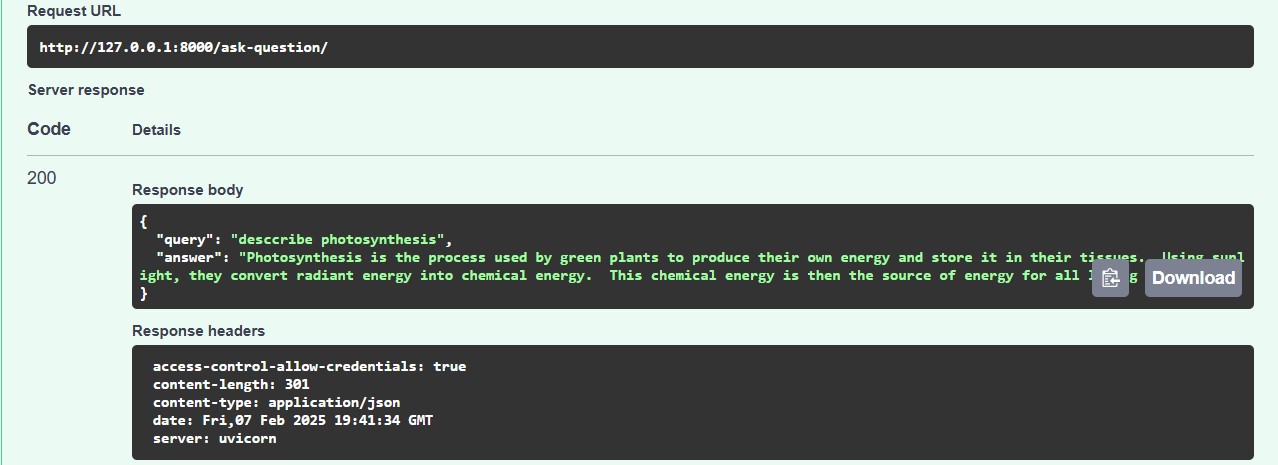 Request URL
http://127.0.0.1:8000/ask-question/
Server response
Code Details
200
Response body
{
"query": "desccribe photosynthesis",
"answer": "Photosynthesis is the process used by green plants to produce their own energy and store it in their tissues. Using sunl
ight, they convert radiant energy into chemical energy. This chemical energy is then the source of energy for all
}
Download
Response headers
access-control-allow-credentials: true
content-length: 301
content-type: application/json
date: Fri,07 Feb 2025 19:41:34 GMT
server: uvicorn